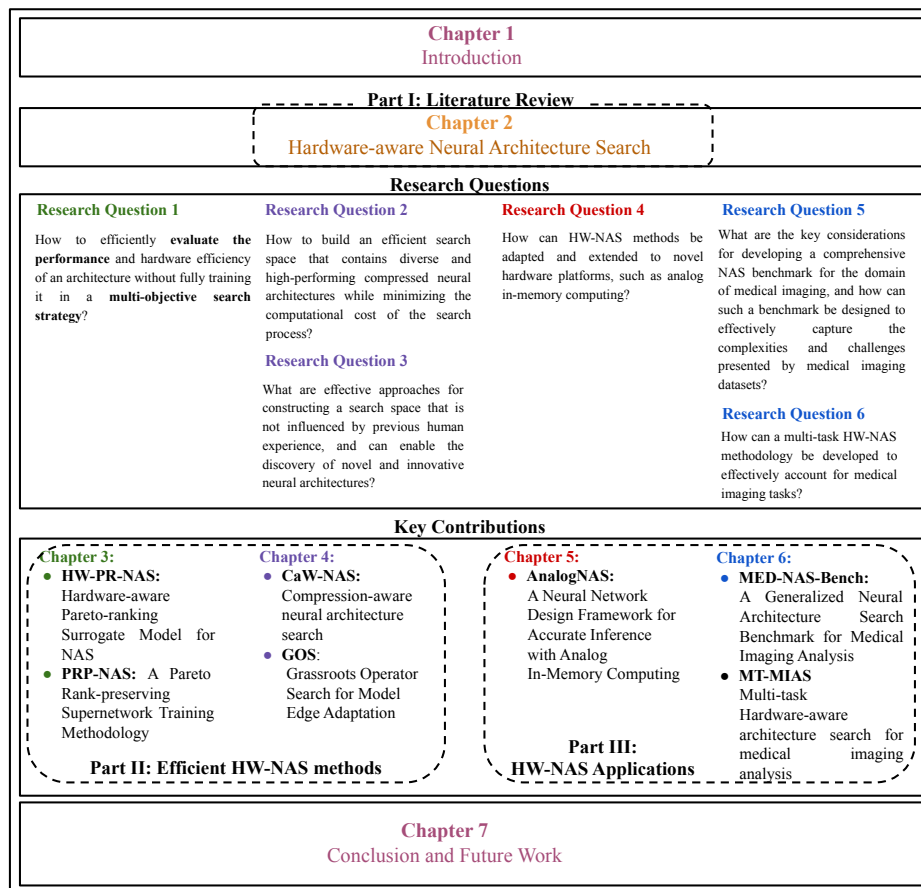 Chapter 1
Introduction
Part I: Literature Review
Chapter 2
Hardware-aware Neural Architecture Search
Research Questions
Research Question 1
How to efficiently evaluate the
performance and hardware efficiency
of an architecture without fully training
it in a multi-objective search
strategy?
Research Question 2
How to build an efficient search
space that contains diverse and
high-performing compressed neural
architectures while minimizing the
computational cost of the search
process?
Research Question 3
What are effective approaches for
constructing a search space that is
not influenced by previous human
experience, and can enable the
discovery of novel and innovative
neural architectures?
Research Question 4
How can HW-NAS methods be
adapted and extended to novel
hardware platforms, such as analog
in-memory computing?
Research Question 5
What are the key considerations
for developing a comprehensive
NAS benchmark for the domain
of medical imaging, and how can
such a benchmark be designed to
effectively capture the
complexities and challenges
presented by medical imaging
datasets?
Research Question 6
How can a multi-task HW-NAS
methodology be developed to
effectively account for medical
imaging tasks?
Key Contributions
Chapter 3:
● HW-PR-NAS:
Hardware-aware
Pareto-ranking
Surrogate Model for
NAS
● PRP-NAS: A Pareto
Rank-preserving
Supernetwork Training
Methodology
Chapter 4:
● CaW-NAS:
Compression-aware
neural architecture
search
● GOS:
Grassroots Operator
Search for Model
Edge Adaptation
Part II: Efficient HW-NAS methods
Chapter 5:
● AnalogNAS:
A Neural Network
Design Framework for
Accurate Inference
with Analog
In-Memory Computing
Chapter 6:
● MED-NAS-Bench:
A Generalized Neural
Architecture Search
Benchmark for Medical
Imaging Analysis
● MT-MIAS
Multi-task
Hardware-aware
architecture search for
medical imaging
analysis
Part III:
HW-NAS Applications
Chapter 7
Conclusion and Future Work